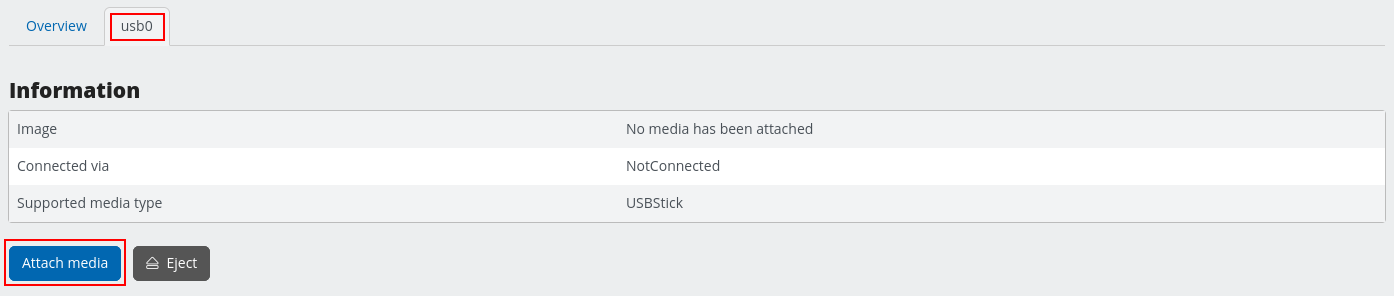 Overview usb0
Information
Image No media has been attached
Connected via NotConnected
Supported media type USBStick
Attach media Eject